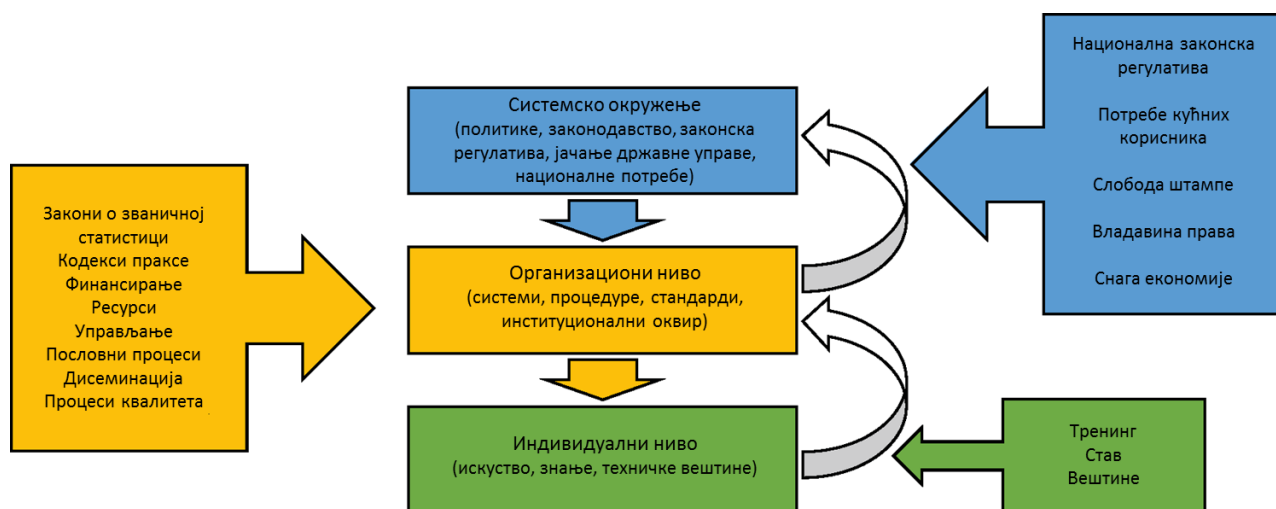 Закони о званичној
статистици
Кодекси праксе
Финансирање
Ресурси
Управљање
Пословни процеси
Дисеминација
Процеси квалитета
Системско окружење
(политике, законодавство, законска
регулатива, јачање државне управе,
националне потребе)
Организациони ниво
(системи, процедуре, стандарди,
институционални оквир)
Индивидуални ниво
(искуство, знање, техничке вештине)
Национална законска
регулатива
Потребе кућних
корисника
Слобода штампе
Владавина права
Снага економије
Тренинг
Став
Вештине